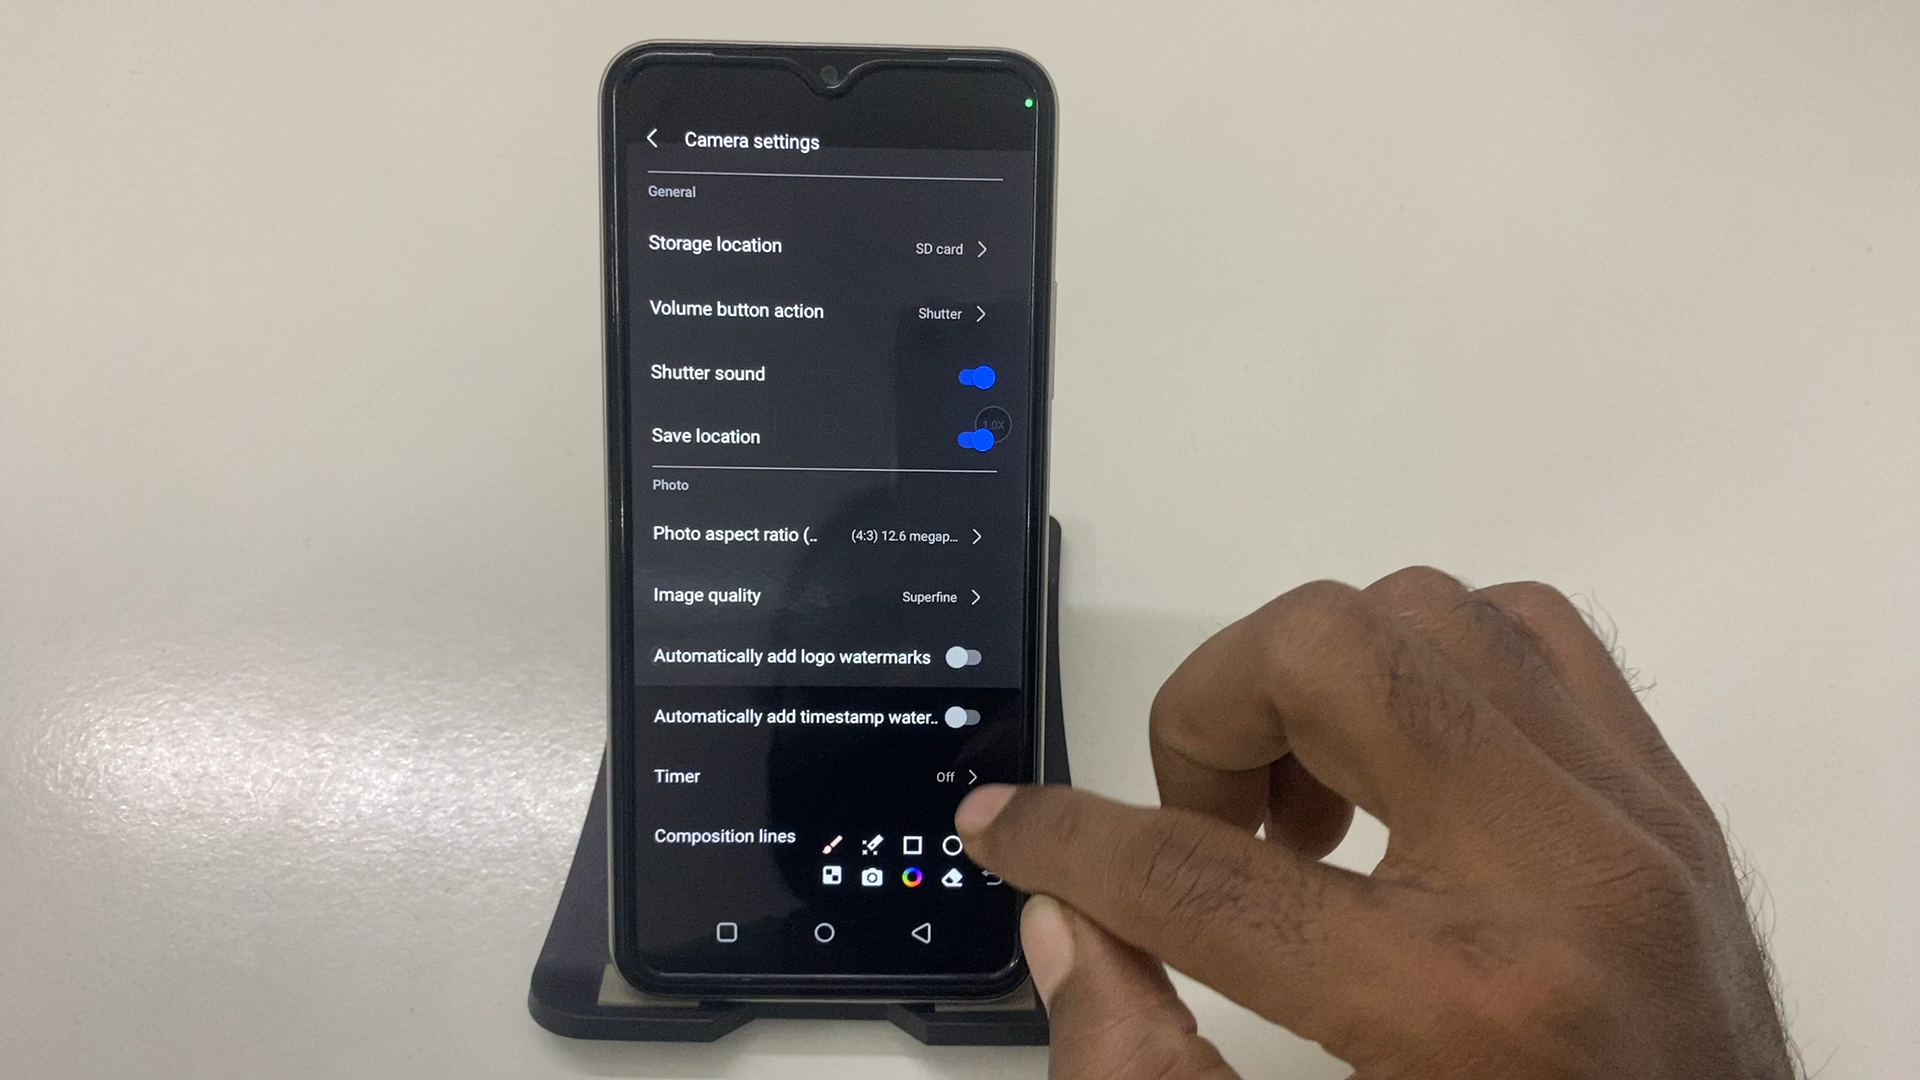 Camera settings
General
Storage location SD card
Volume button action Shutter
Shutter sound
Save location
1.0X
Photo
Photo aspect ratio (.. (4:3) 12.6 megap...
Image quality Superfine
Automatically add logo watermarks
Automatically add timestamp water..
Timer Off
Composition lines